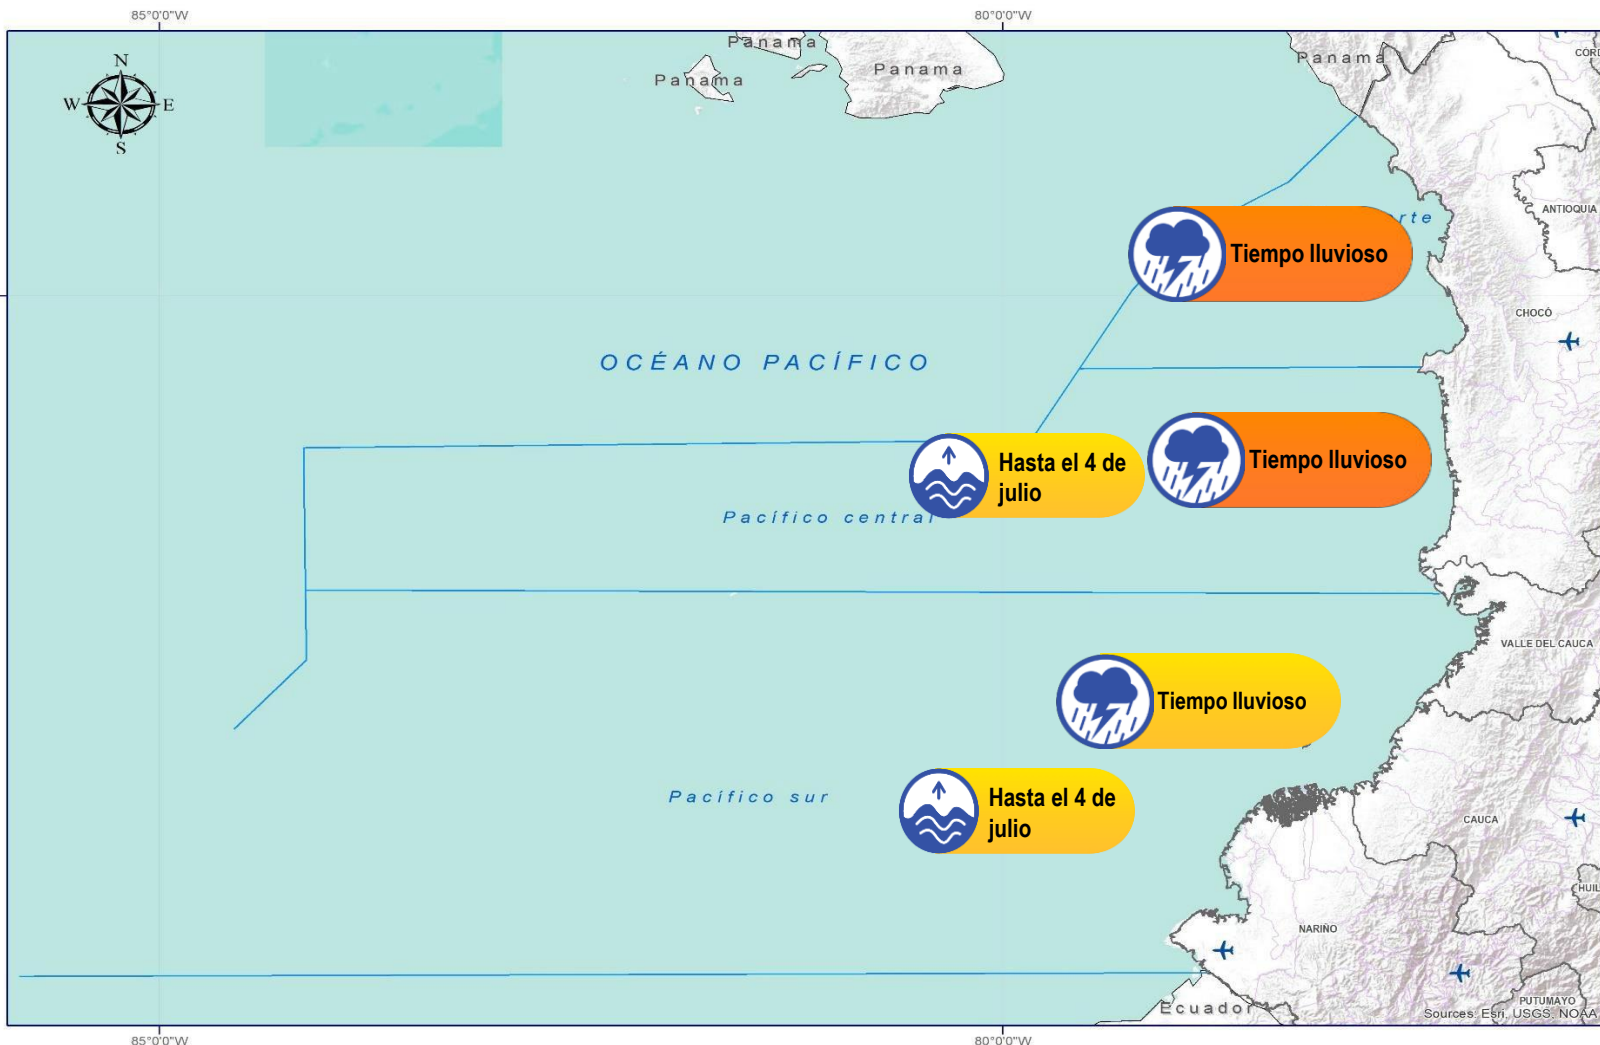 85°0'0"W
80°0'0"W
N
W
E
S
Panama
Panama
Panama
Panama
ANTIOQUIA
rte
Tiempo lluvioso
CHOCÓ
OCÉANO PACÍFICO
Hasta el 4 de
julio
Tiempo lluvioso
Pacífico central
VALLE DEL CAUCA
Tiempo lluvioso
Pacífico sur
Hasta el 4 de
julio
CAUCA
HUIL
NARIÑO
PUTUMAYO
Ecuador
Sources: Esri, USGS, NOAA
85°0'0"W
80°0'0"W